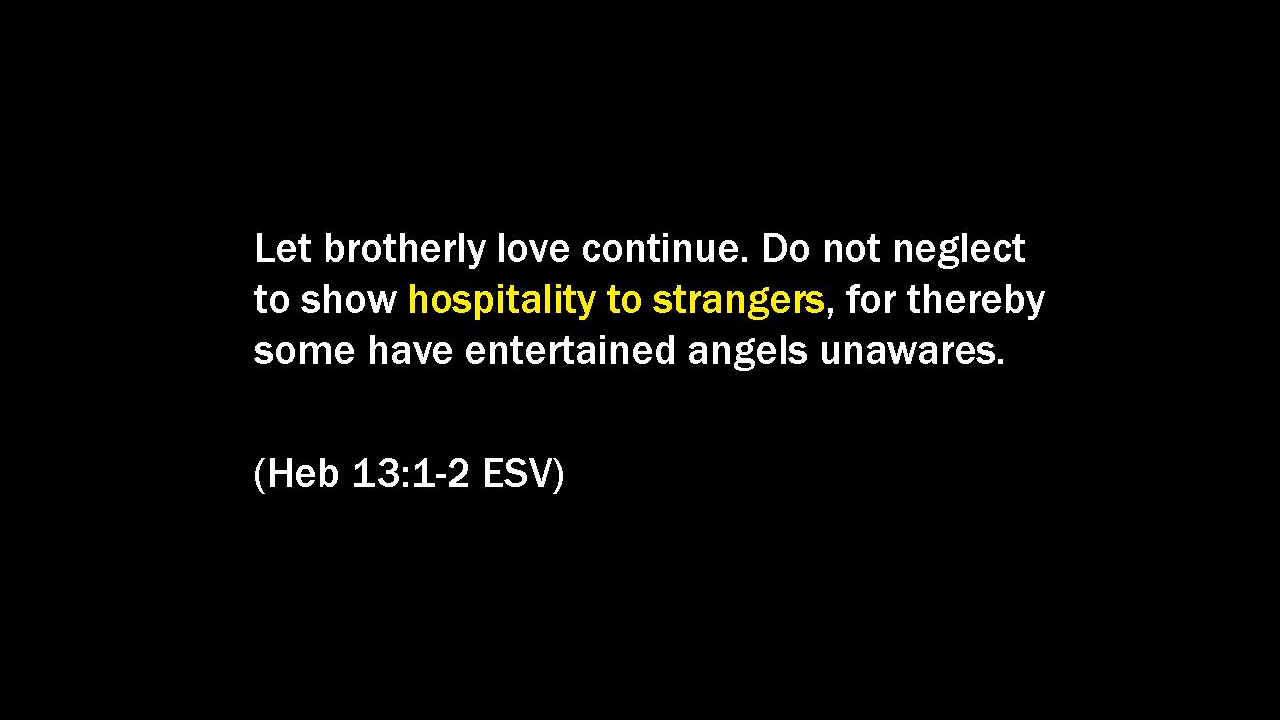 Let brotherly love continue. Do not neglect
to show hospitality to strangers, for thereby
some have entertained angels unawares.
(Heb 13:1-2 ESV)